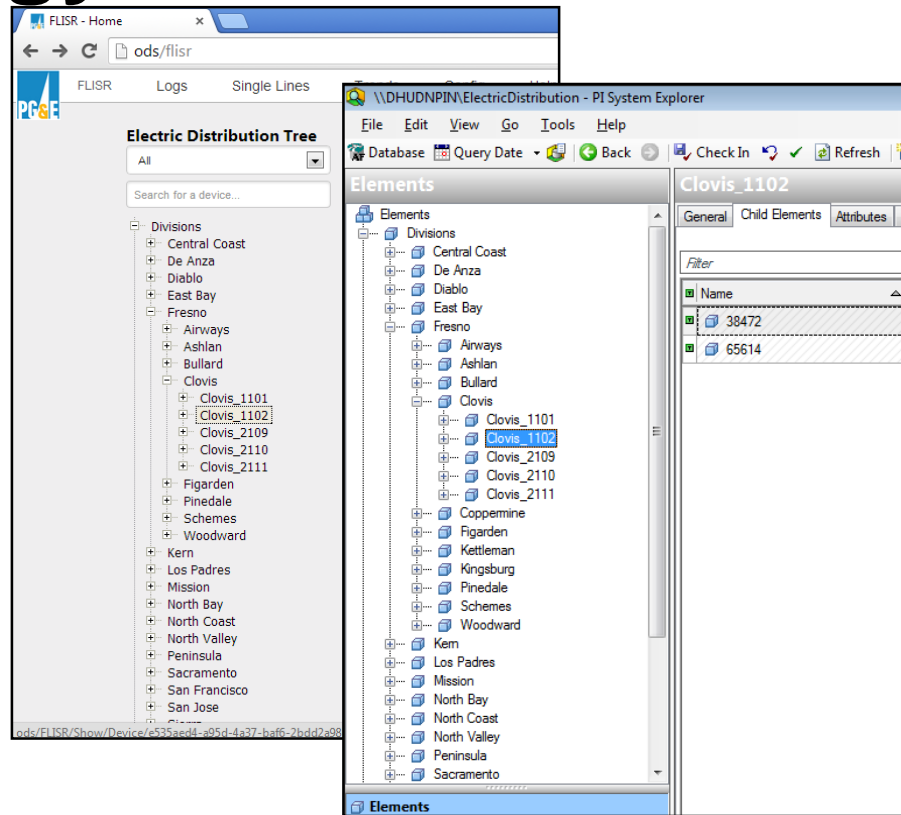 FLISR - Home
ods/flisr
PG&E
FLISR Logs Single Lines
Electric Distribution Tree
All
Search for a device...
Divisions
Central Coast
De Anza
Diablo
East Bay
Fresno
Airways
Ashlan
Bullard
Clovis
Clovis_1101
Clovis_1102
Clovis_2109
Clovis_2110
Clovis_2111
Figarden
Pinedale
Schemes
Woodward
Kern
Los Padres
Mission
North Bay
North Coast
North Valley
Peninsula
Sacramento
San Francisco
San Jose
ods/FLISR/Show/Device/e535aed4-a95d-4a37-baf6-2bdd2a98
\\DHUDNPIN\ElectricDistribution - PI System Explorer
File Edit View Go Tools Help
Database Query Date Back Check In Refresh
Elements
Elements
Divisions
Central Coast
De Anza
Diablo
East Bay
Fresno
Airways
Ashlan
Bullard
Clovis
Clovis_1101
Clovis_1102
Clovis_2109
Clovis_2110
Clovis_2111
Coppermine
Figarden
Kettleman
Kingsburg
Pinedale
Schemes
Woodward
Kern
Los Padres
Mission
North Bay
North Coast
North Valley
Peninsula
Sacramento
Elements
Clovis_1102
General Child Elements Attributes
Filter
Name
38472
65614